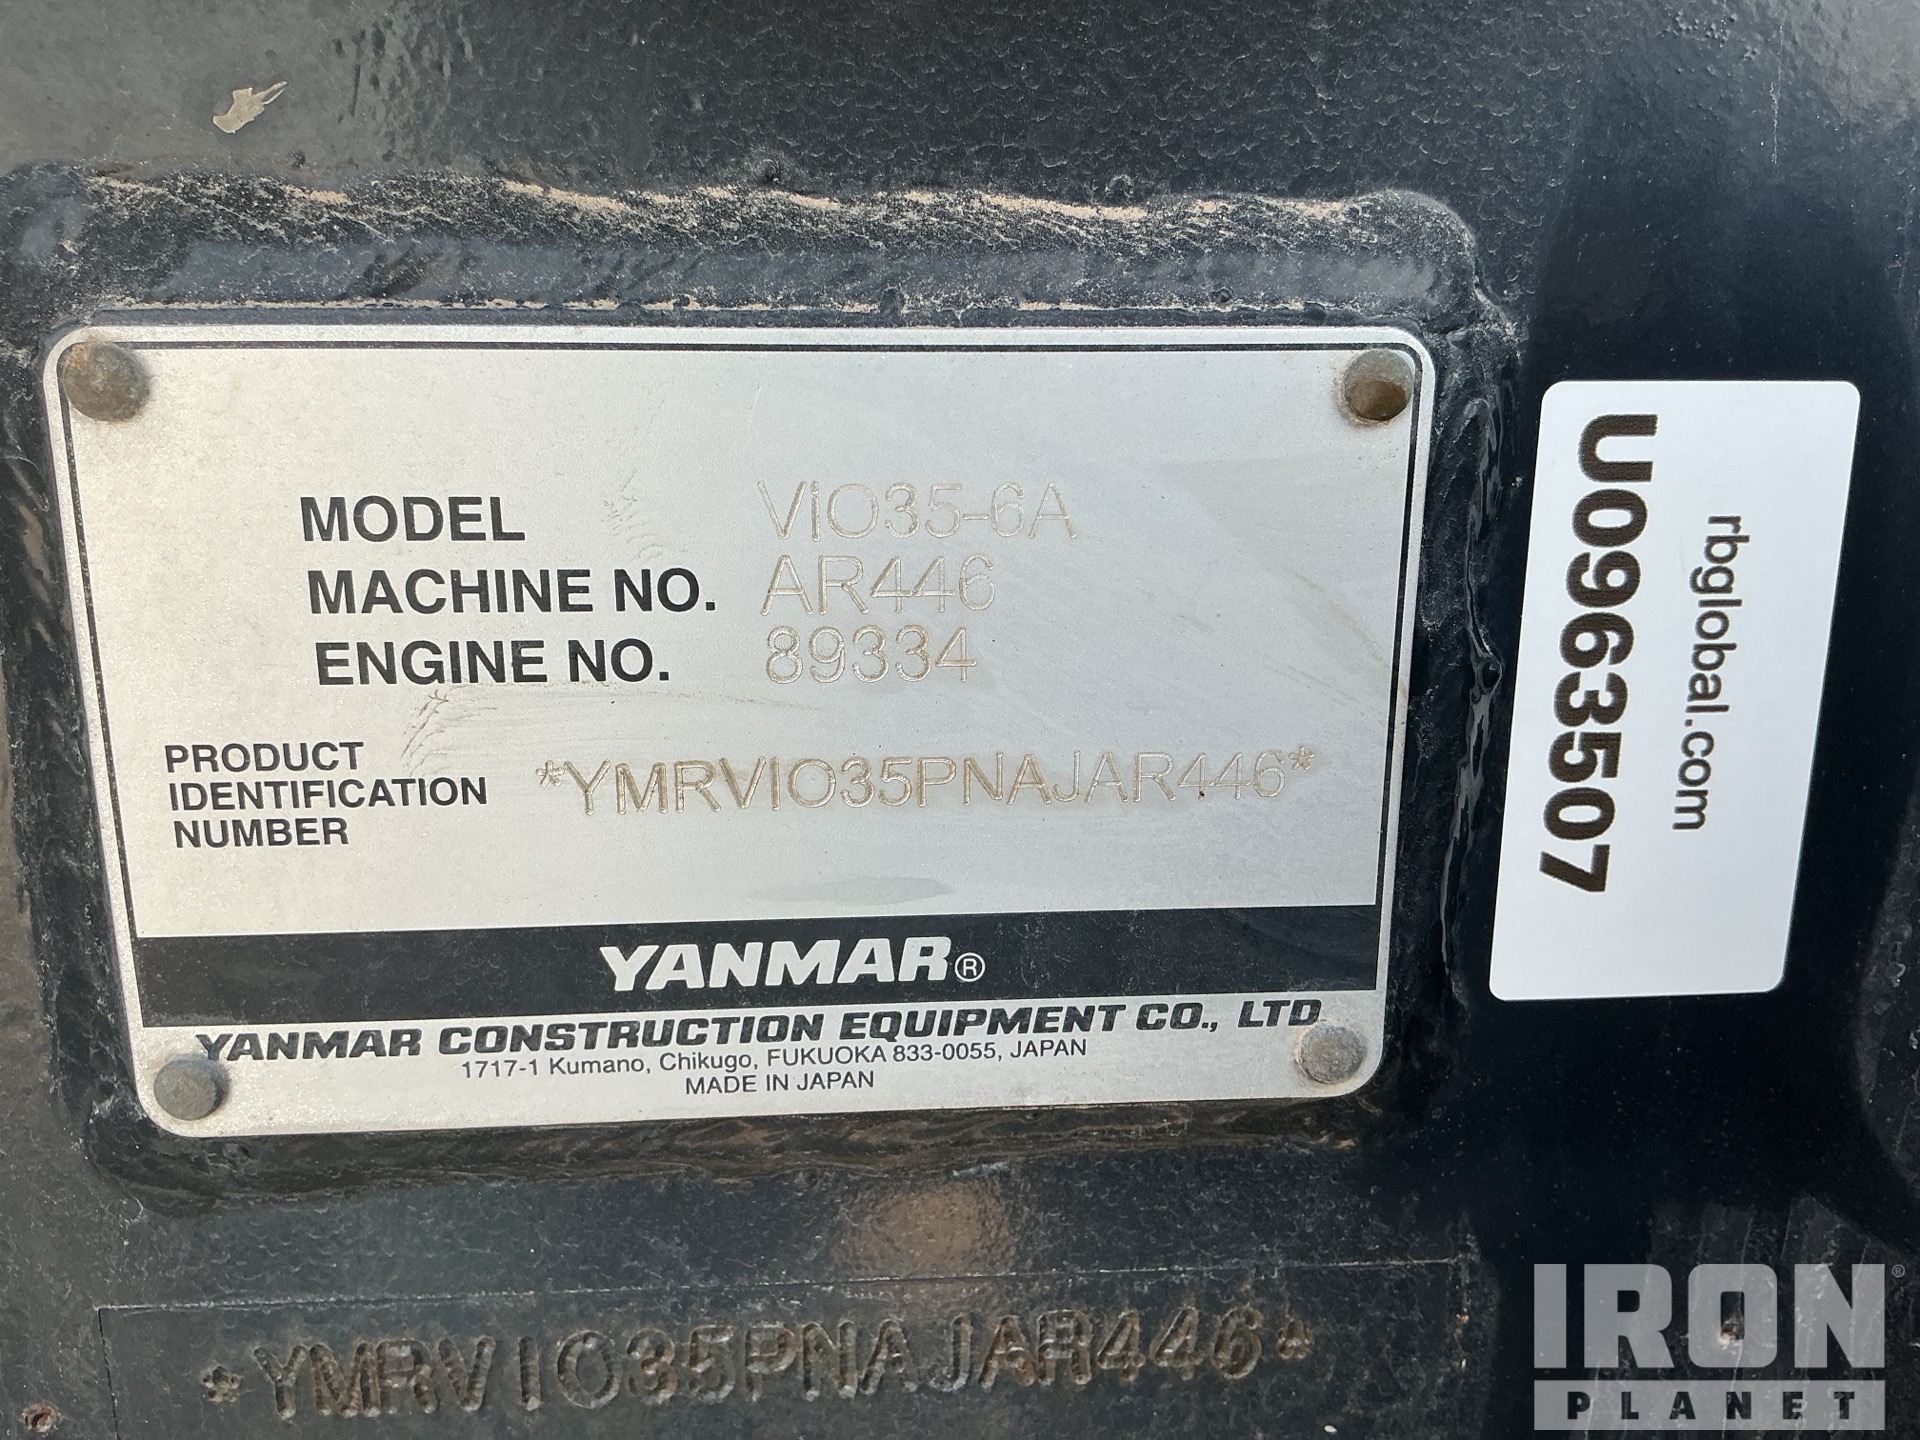 MODEL VIO35-6A
MACHINE NO. AR446
ENGINE NO. 89334
PRODUCT
IDENTIFICATION
NUMBER
*YMRVIO35PNAJAR446*
YANMAR®
YANMAR CONSTRUCTION EQUIPMENT CO., LTD
1717-1 Kumano, Chikugo, FUKUOKA 833-0055, JAPAN
MADE IN JAPAN
*YMRVIO35PNAJAR446*
rbglobal.com
U0963507
IRON®
PLANET